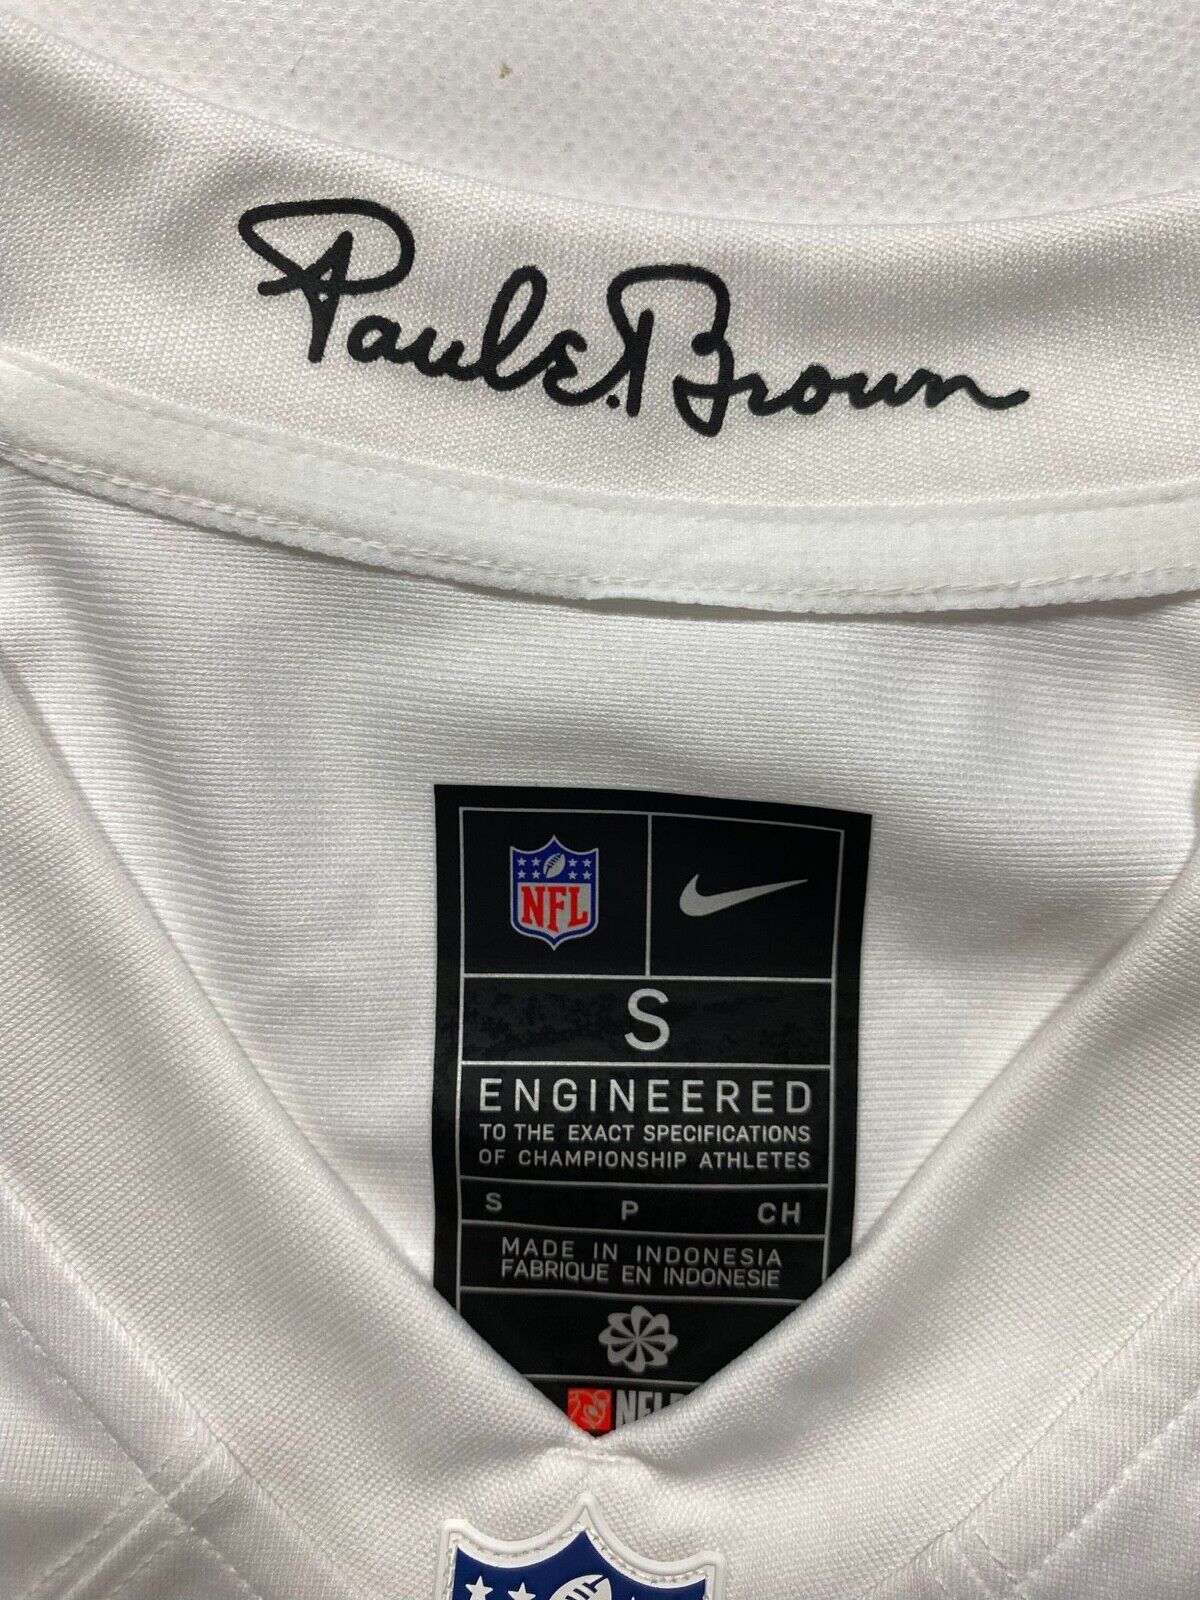 Paul E. Brown
NFL
S
ENGINEERED
TO THE EXACT SPECIFICATIONS
OF CHAMPIONSHIP ATHLETES
S P CH
MADE IN INDONESIA
FABRIQUE EN INDONESIE